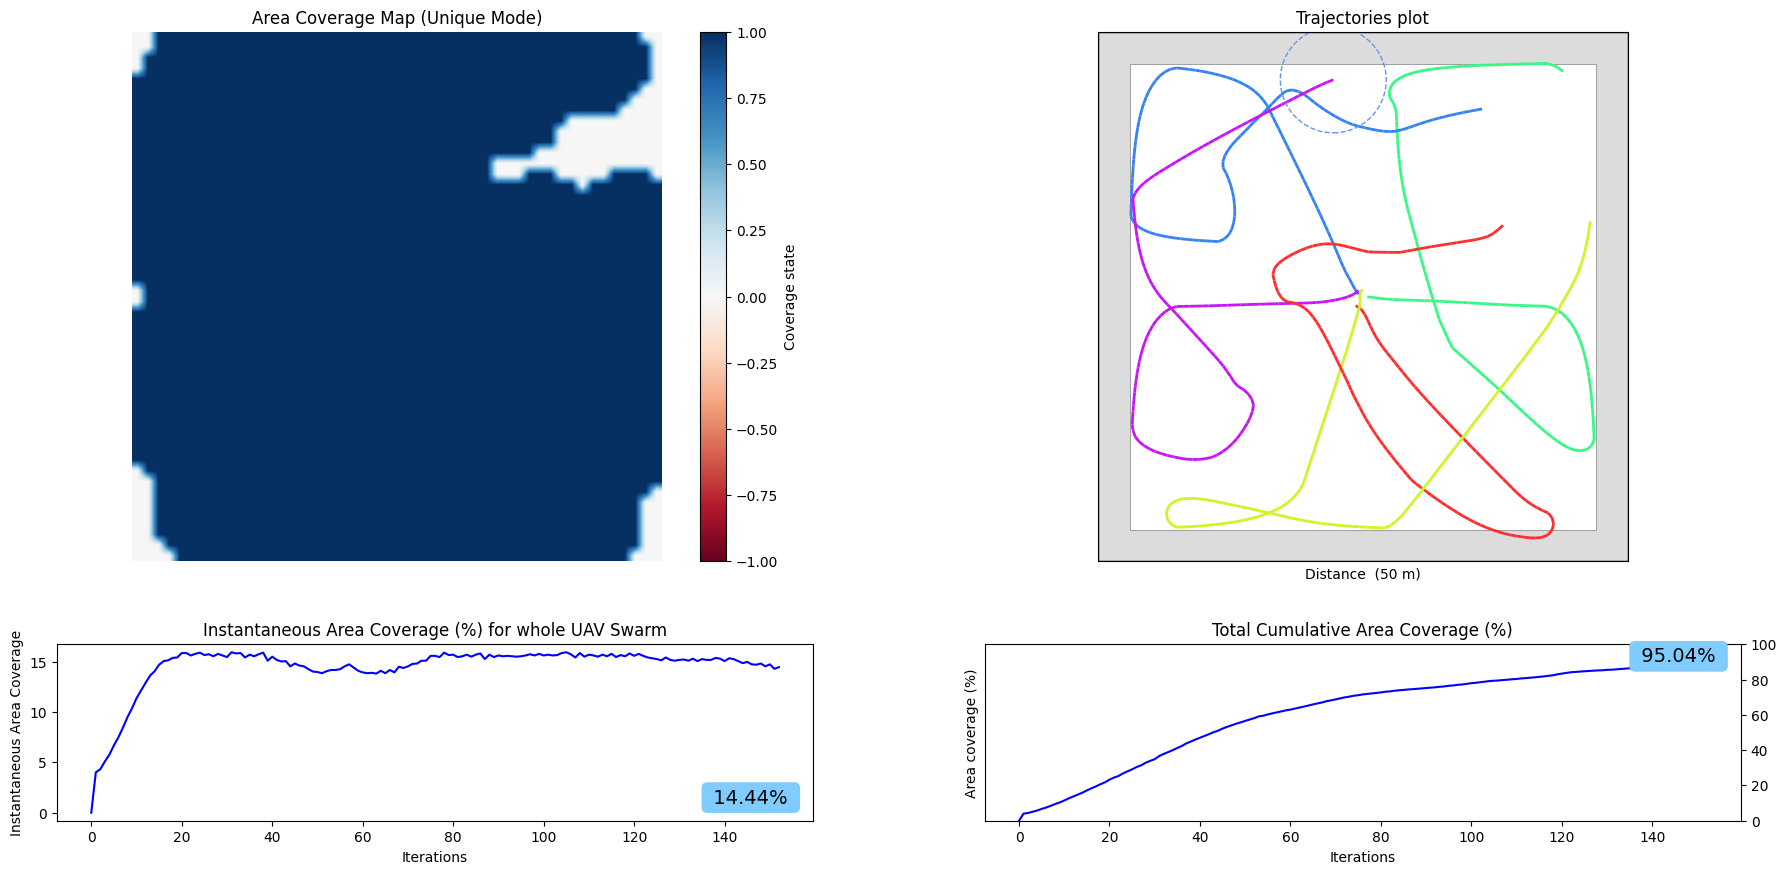 Area Coverage Map (Unique Mode)
1.00
0.75
0.50
0.25
0.00
−0.25
−0.50
−0.75
−1.00
Coverage state
Trajectories plot
Distance  (50 m)
Instantaneous Area Coverage (%) for whole UAV Swarm
Instantaneous Area Coverage
15
10
5
0
14.44%
0 20 40 60 80 100 120 140
Iterations
Total Cumulative Area Coverage (%)
Area coverage (%)
95.04%
100
80
60
40
20
0
0 20 40 60 80 100 120 140
Iterations